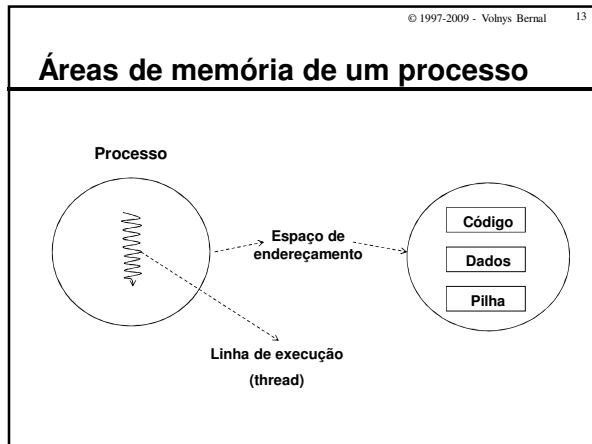 © 1997-2009 - Volnys Bernal 13
Áreas de memória de um processo
Processo
Espaço de
endereçamento
Código
Dados
Pilha
Linha de execução
(thread)